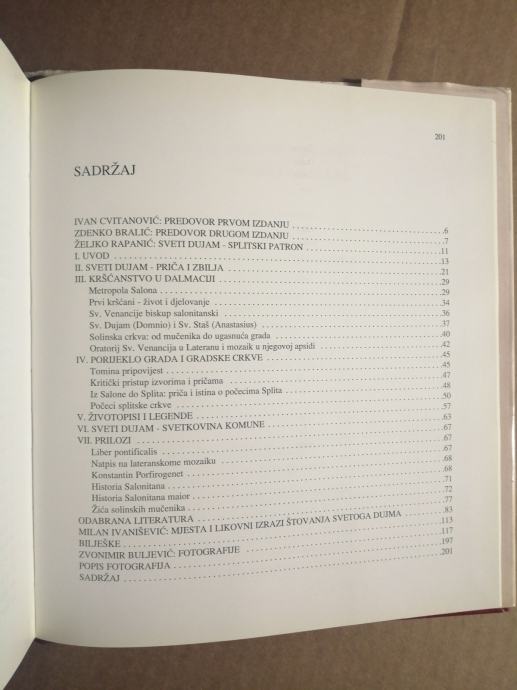 201
SADRŽAJ
IVAN CVITANOVIĆ: PREDOVOR PRVOM IZDANJU ... 6
ZDENKO BRALIĆ: PREDOVOR DRUGOM IZDANJU ... 7
ŽELJKO RAPANIĆ: SVETI DUJAM - SPLITSKI PATRON ... 11
I. UVOD ... 13
II. SVETI DUJAM - PRIČA I ZBILJA ... 21
III. KRŠĆANSTVO U DALMACIJI ... 29
Metropola Salona ... 29
Prvi kršćani - život i djelovanje ... 34
Sv. Venancije biskup salonitanski ... 36
Sv. Dujam (Domnio) i Sv. Staš (Anastasius) ... 37
Solinska crkva: od mučenika do ugasnuća grada ... 40
Oratorij Sv. Venancija u Lateranu i mozaik u njegovoj apsidi ... 42
IV. PORIJEKLO GRADA I GRADSKE CRKVE ... 45
Tomina pripovijest ... 45
Kritički pristup izvorima i pričama ... 47
Iz Salone do Splita: priča i istina o počecima Splita ... 48
Počeci splitske crkve ... 50
V. ŽIVOTOPISI I LEGENDE ... 57
VI. SVETI DUJAM - SVETKOVINA KOMUNE ... 63
VII. PRILOZI ... 67
Liber pontificalis ... 67
Natpis na lateranskome mozaiku ... 67
Konstantin Porfirogenet ... 68
Historia Salonitana ... 68
Historia Salonitana maior ... 71
Žića solinskih mučenika ... 72
ODABRANA LITERATURA ... 77
MILAN IVANIŠEVIĆ: MJESTA I LIKOVNI IZRAZI ŠTOVANJA SVETOGA DUJMA ... 83
BILJEŠKE ... 113
ZVONIMIR BULJEVIĆ: FOTOGRAFIJE ... 117
POPIS FOTOGRAFIJA ... 197
SADRŽAJ ... 201